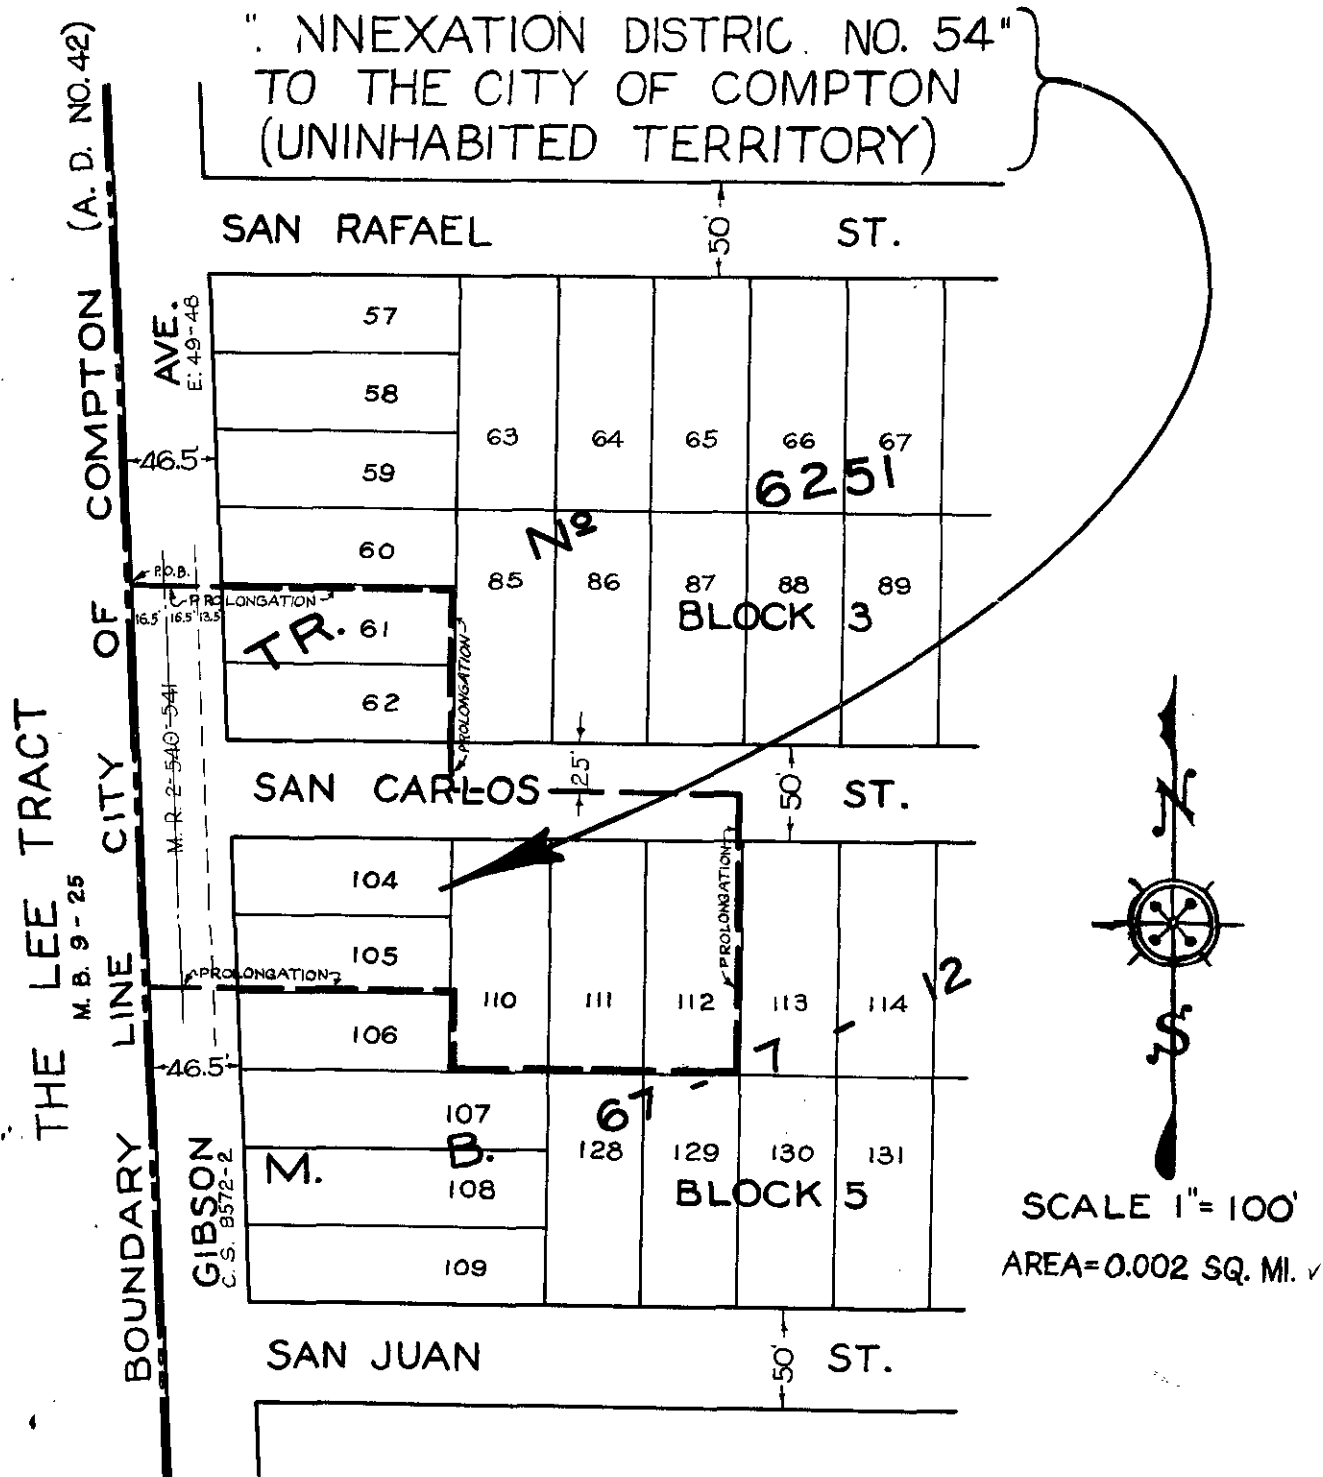 ". NNEXATION DISTRIC. NO. 54"
TO THE CITY OF COMPTON
(UNINHABITED TERRITORY)
SAN RAFAEL ST.
50'
57
58
59
60
61
62
63 64 65 66 67
85 86 87 88 89
TR. Nº 6251
BLOCK 3
AVE.
E: 49-48
46.5'
P.O.B.
PROLONGATION
16.5' 16.5' 13.5
PROLONGATION
M. R. 2-540-541
SAN CARLOS ST.
25'
50'
104
105
106
107
108
109
110 111 112 113 114
128 129 130 131
PROLONGATION
PROLONGATION
M. B. 67 - 7 - 12
BLOCK 5
46.5'
GIBSON
C. S. 8572-2
SAN JUAN ST.
50'
BOUNDARY LINE CITY OF COMPTON (A. D. NO. 42)
THE LEE TRACT
M. B. 9-25
N
S
SCALE 1"= 100'
AREA=0.002 SQ. MI. ✓